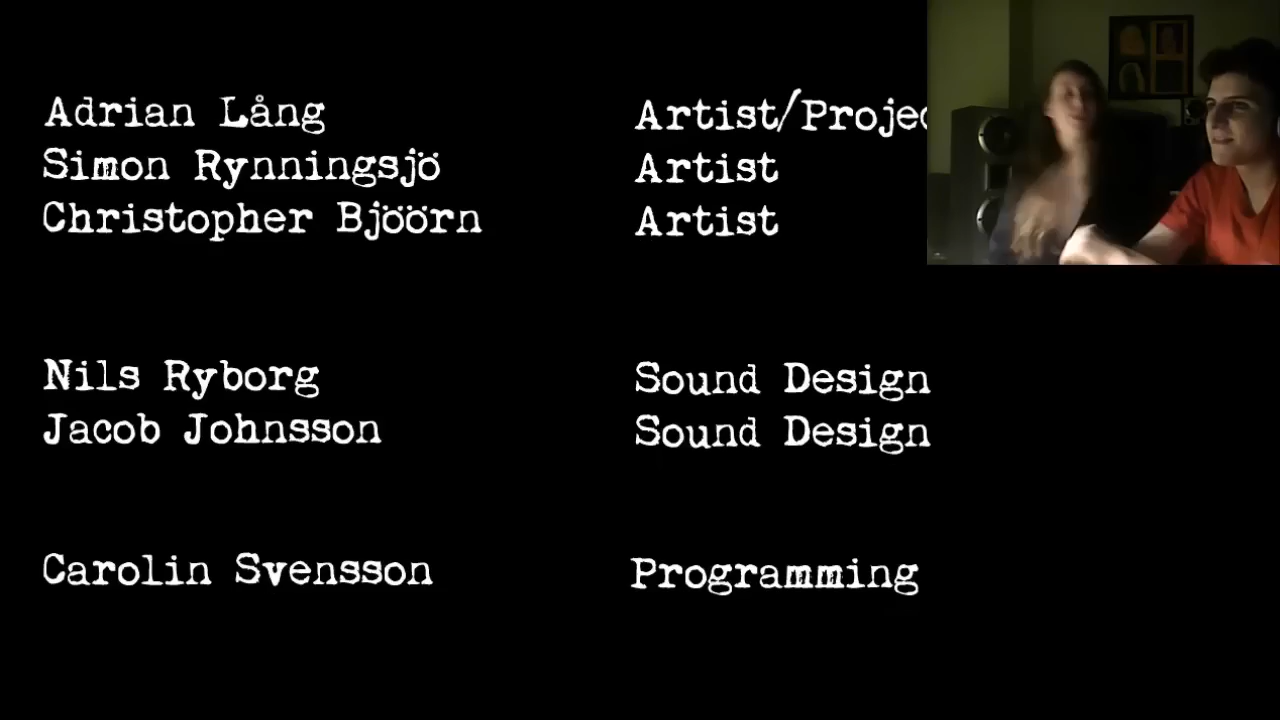 Adrian Lång Artist/Projec
Simon Rynningsjö Artist
Christopher Bjöörn Artist
Nils Ryborg Sound Design
Jacob Johnsson Sound Design
Carolin Svensson Programming